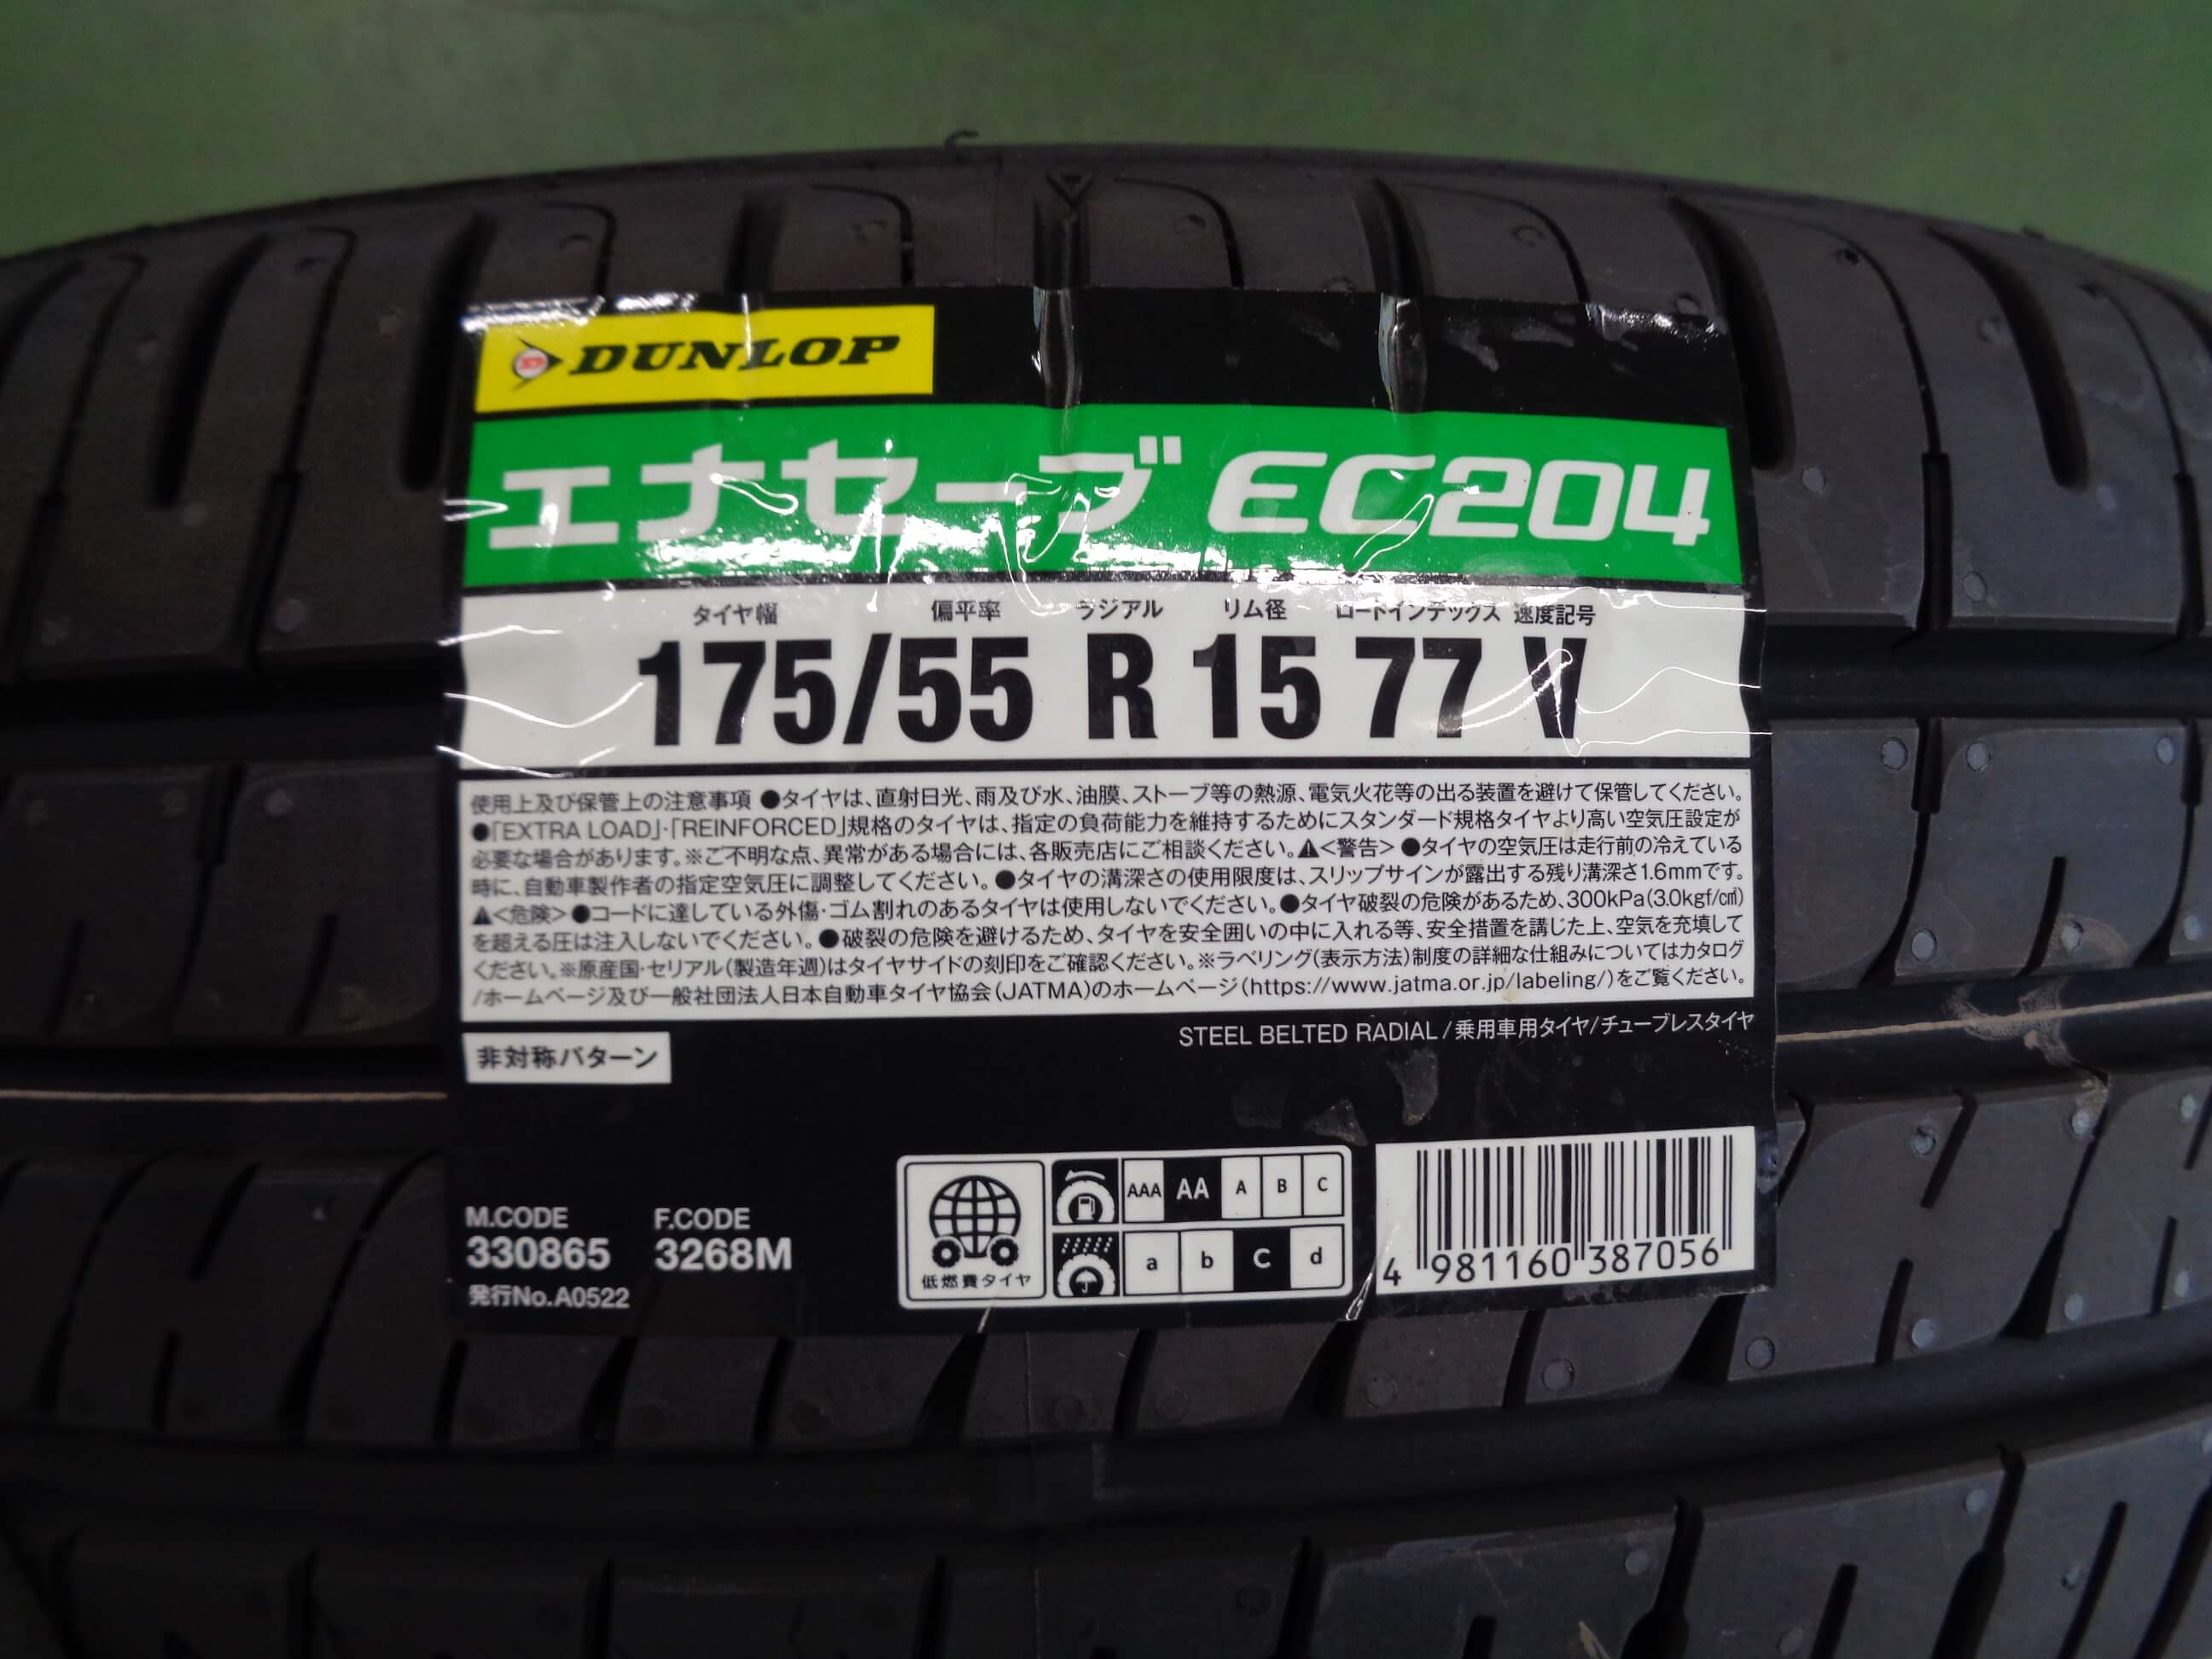 DUNLOP
エナセーブ EC204
タイヤ幅 偏平率 ラジアル リム径 ロードインデックス 速度記号
175/55 R 15 77 V
使用上及び保管上の注意事項 ●タイヤは、直射日光、雨及び水、油膜、ストーブ等の熱源、電気火花等の出る装置を避けて保管してください。
●「EXTRA LOAD」･「REINFORCED」規格のタイヤは、指定の負荷能力を維持するためにスタンダード規格タイヤより高い空気圧設定が
必要な場合があります。※ご不明な点、異常がある場合には、各販売店にご相談ください。⚠<警告> ●タイヤの空気圧は走行前の冷えている
時に、自動車製作者の指定空気圧に調整してください。●タイヤの溝深さの使用限度は、スリップサインが露出する残り溝深さ1.6mmです。
⚠<危険> ●コードに達している外傷･ゴム割れのあるタイヤは使用しないでください。●タイヤ破裂の危険があるため、300kPa(3.0kgf/c㎡)
を超える圧は注入しないでください。●破裂の危険を避けるため、タイヤを安全囲いの中に入れる等、安全措置を講じた上、空気を充填して
ください。※原産国･セリアル(製造年週)はタイヤサイドの刻印をご確認ください。※ラベリング(表示方法)制度の詳細な仕組みについてはカタログ
/ホームページ及び一般社団法人日本自動車タイヤ協会(JATMA)のホームページ(https://www.jatma.or.jp/labeling/)をご覧ください。
STEEL BELTED RADIAL/乗用車用タイヤ/チューブレスタイヤ
非対称パターン
M.CODE F.CODE
330865 3268M
発行No.A0522
低燃費タイヤ
AAA AA A B C
a b c d
4 981160 387056